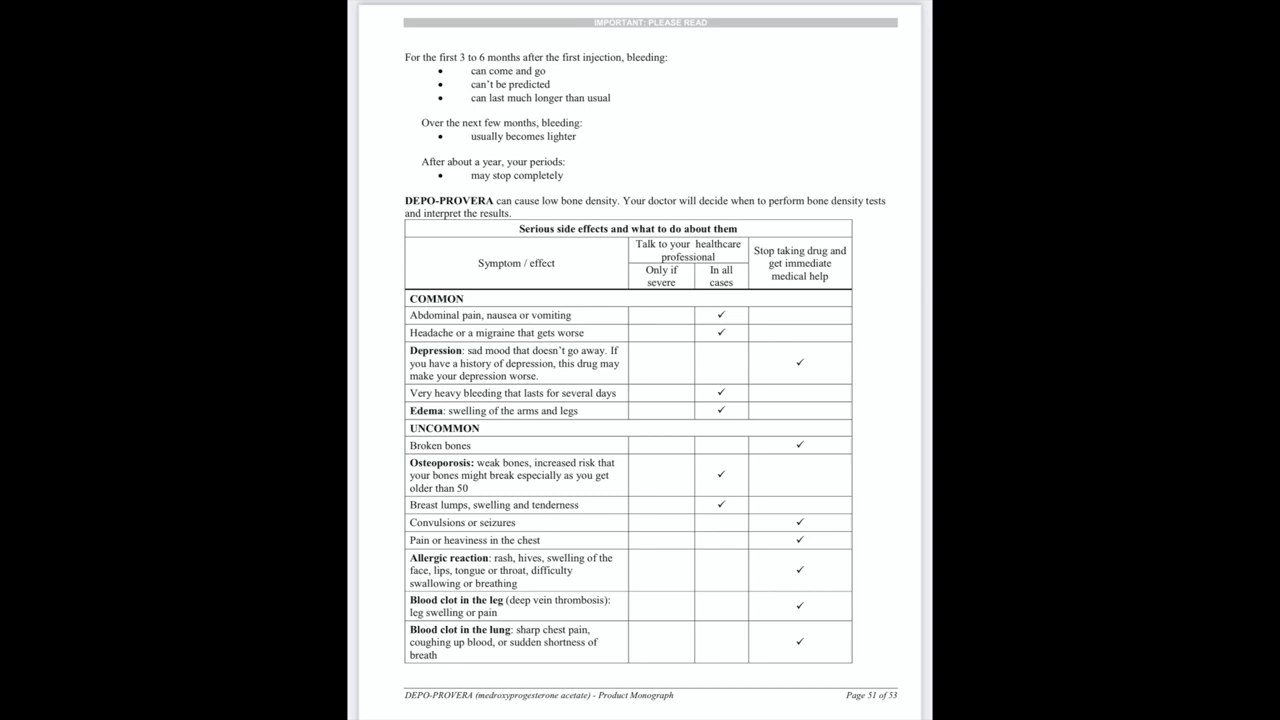 IMPORTANT: PLEASE READ
For the first 3 to 6 months after the first injection, bleeding:
• can come and go
• can't be predicted
• can last much longer than usual
Over the next few months, bleeding:
• usually becomes lighter
After about a year, your periods:
• may stop completely
DEPO-PROVERA can cause low bone density. Your doctor will decide when to perform bone density tests
and interpret the results.
Serious side effects and what to do about them
Symptom / effect
Talk to your healthcare
professional
Only if
severe
In all
cases
Stop taking drug and
get immediate
medical help
COMMON
Abdominal pain, nausea or vomiting ✓
Headache or a migraine that gets worse ✓
Depression: sad mood that doesn't go away. If
you have a history of depression, this drug may
make your depression worse. ✓
Very heavy bleeding that lasts for several days ✓
Edema: swelling of the arms and legs ✓
UNCOMMON
Broken bones ✓
Osteoporosis: weak bones, increased risk that
your bones might break especially as you get
older than 50 ✓
Breast lumps, swelling and tenderness ✓
Convulsions or seizures ✓
Pain or heaviness in the chest ✓
Allergic reaction: rash, hives, swelling of the
face, lips, tongue or throat, difficulty
swallowing or breathing ✓
Blood clot in the leg (deep vein thrombosis):
leg swelling or pain ✓
Blood clot in the lung: sharp chest pain,
coughing up blood, or sudden shortness of
breath ✓
DEPO-PROVERA (medroxyprogesterone acetate) - Product Monograph Page 51 of 53